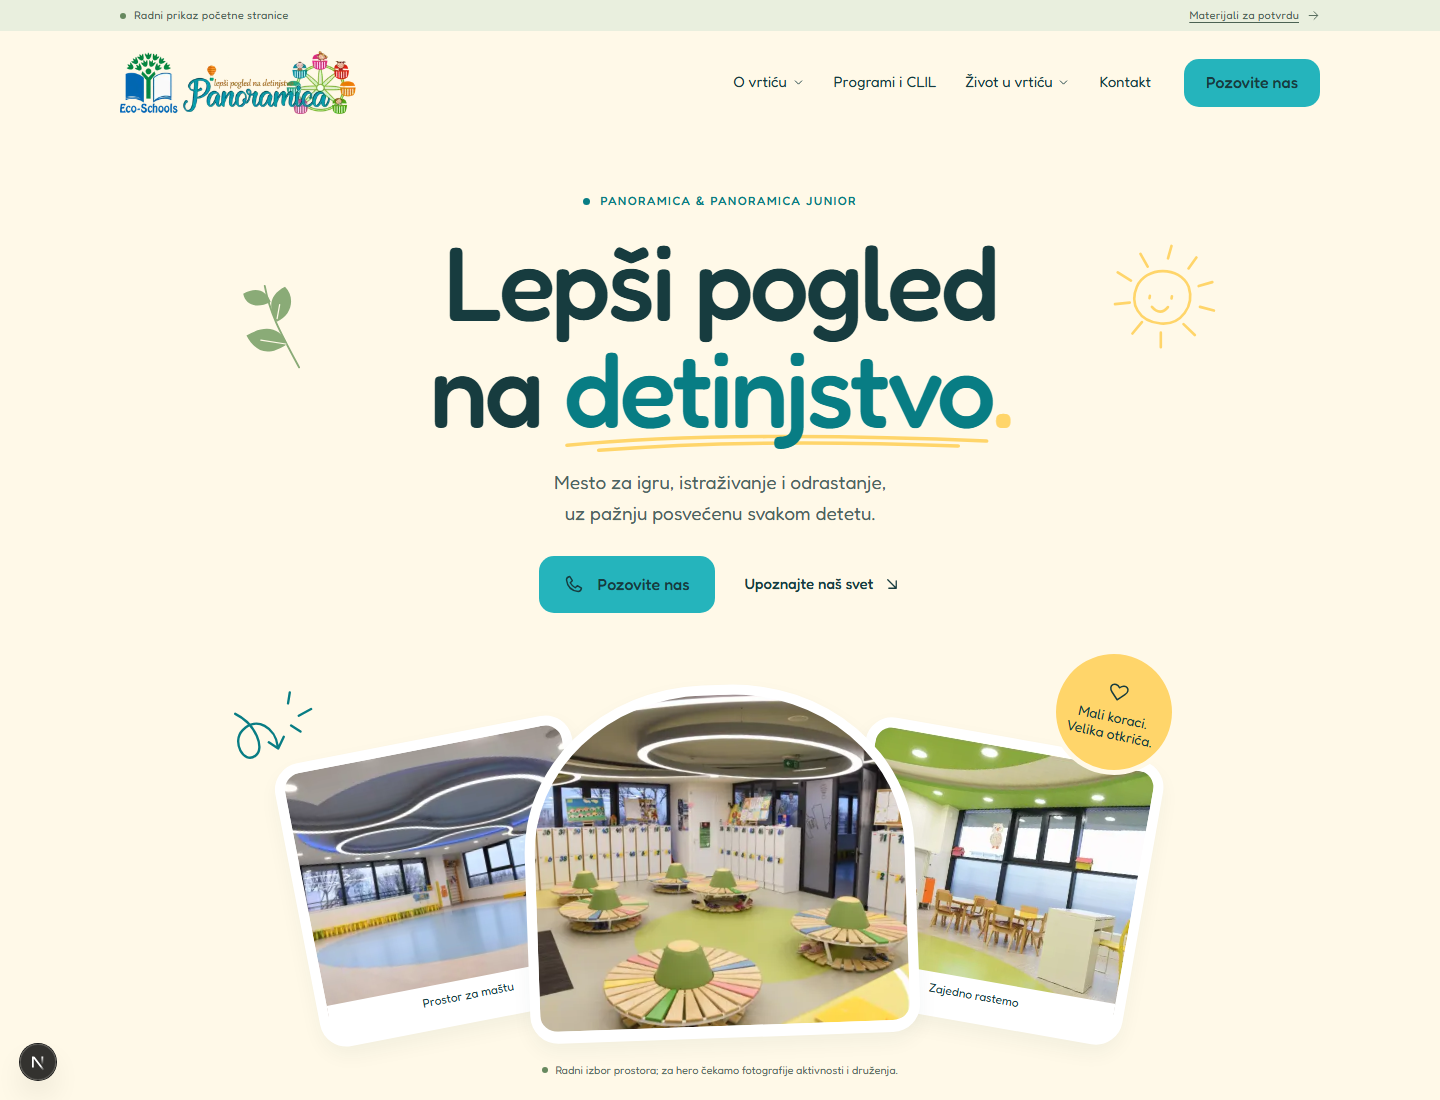 Radni prikaz početne stranice
Materijali za potvrdu
Eco-Schools
lepši pogled na detinjst
Panoramica
O vrtiću
Programi i CLIL
Život u vrtiću
Kontakt
Pozovite nas
PANORAMICA & PANORAMICA JUNIOR
Lepši pogled
na detinjstvo.
Mesto za igru, istraživanje i odrastanje,
uz pažnju posvećenu svakom detetu.
Pozovite nas
Upoznajte naš svet
Mali koraci.
Velika otkrića.
Prostor za maštu
Zajedno rastemo
N
Radni izbor prostora; za hero čekamo fotografije aktivnosti i druženja.